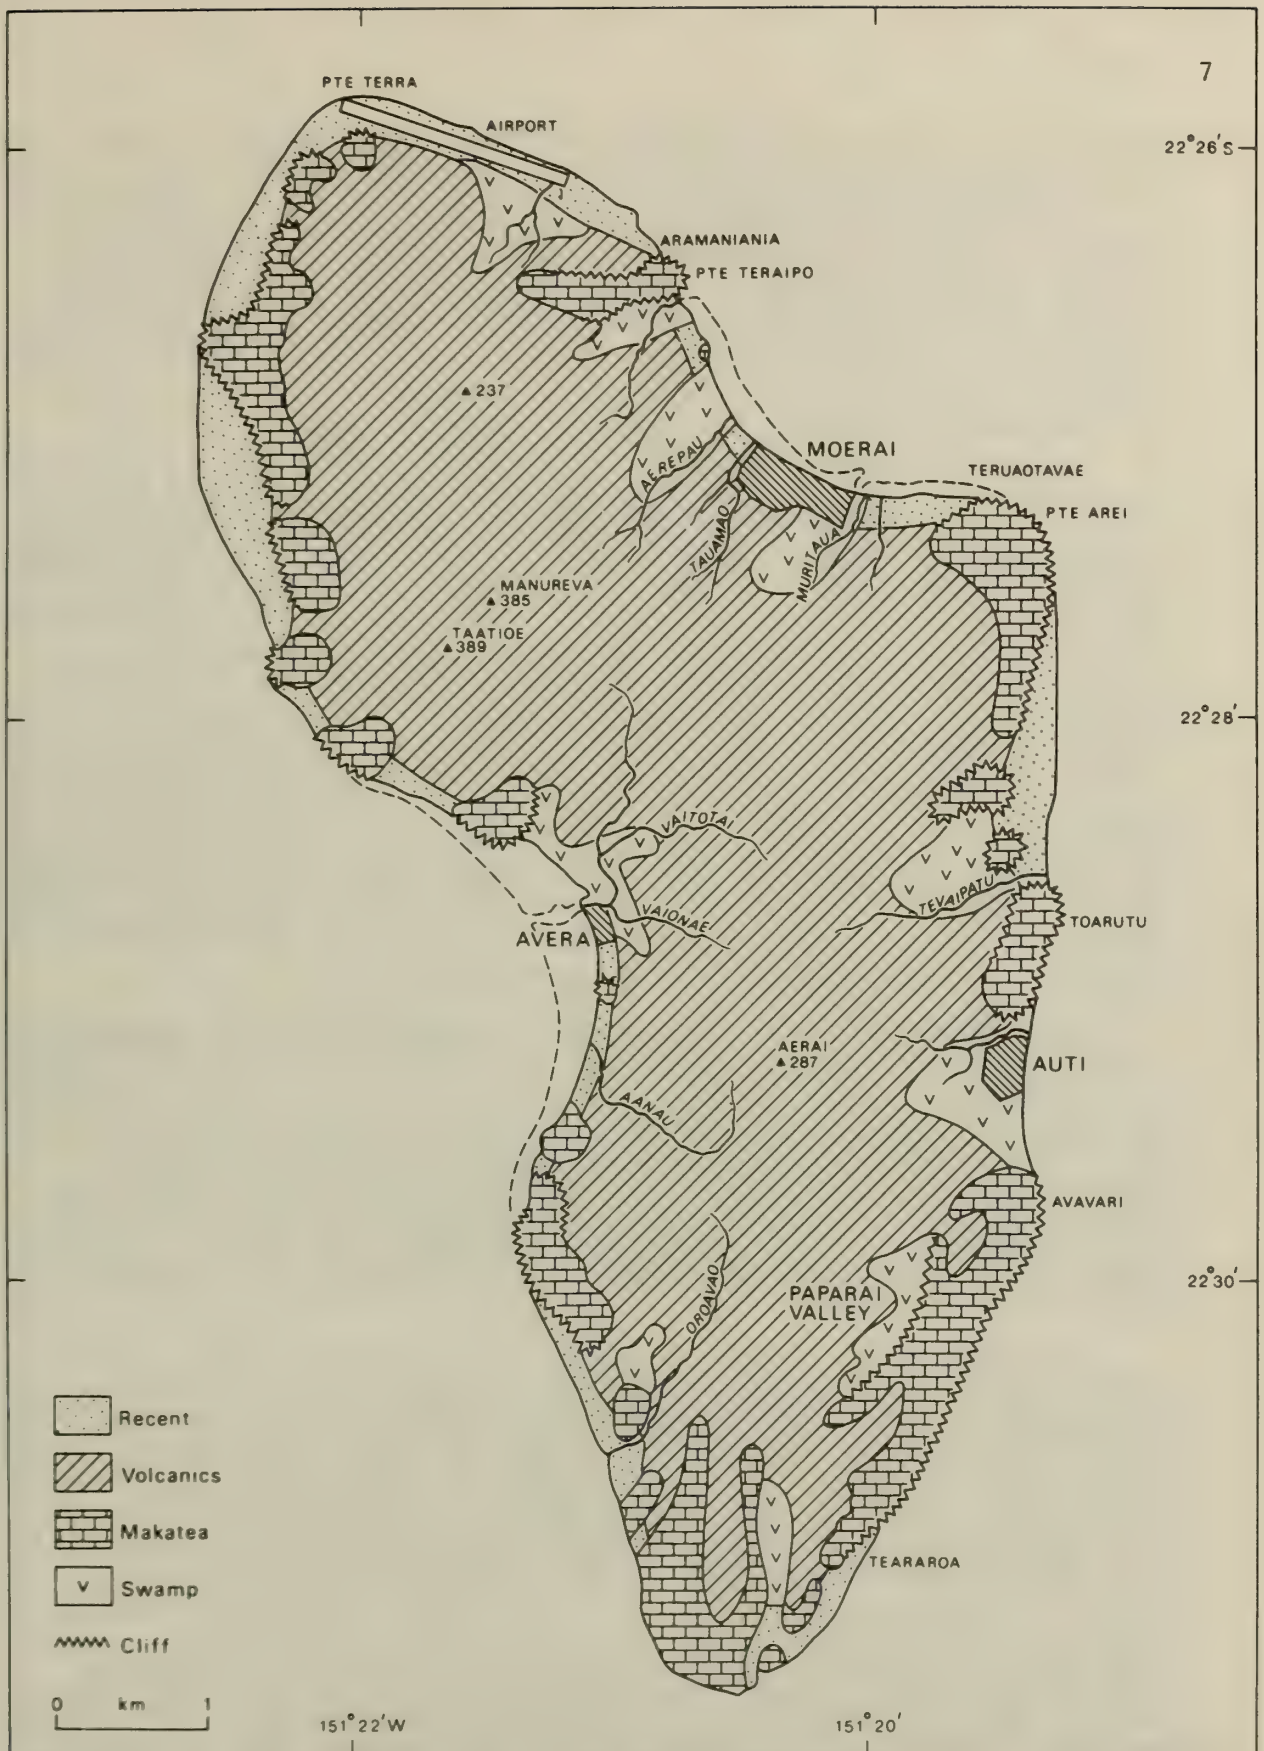 7
PTE TERRA
AIRPORT
22°26'S
ARAMANIANIA
PTE TERAIPO
237
MOERAI
AEREPAU
TERUAOTAVAE
PTE AREI
TAUAMAO
MURITAUA
MANUREVA
385
TAATIOE
389
22°28'
VAITOTAI
TEVAIPATU
VAIONAE
TOARUTU
AVERA
AERAI
287
AUTI
AANAU
AVAVARI
OROAVAO
22°30'
PAPARAI
VALLEY
Recent
Volcanics
Makatea
v Swamp
Cliff
TEARAROA
0 km 1
151°22'W
151°20'